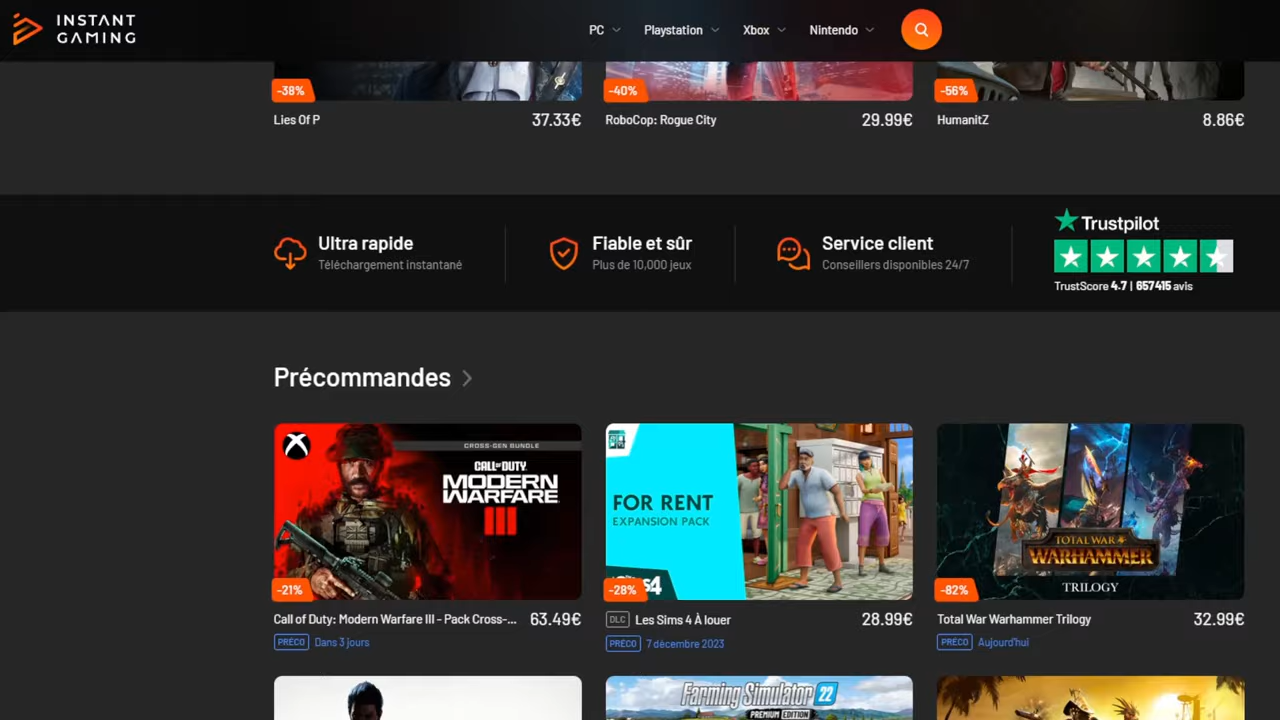 INSTANT
GAMING
PC
Playstation
Xbox
Nintendo
-38%
-40%
-56%
Lies Of P
37.33€
RoboCop: Rogue City
29.99€
HumanitZ
8.86€
Ultra rapide
Téléchargement instantané
Fiable et sûr
Plus de 10,000 jeux
Service client
Conseillers disponibles 24/7
Trustpilot
TrustScore 4.7 | 657415 avis
Précommandes
CROSS-GEN BUNDLE
CALL OF DUTY
MODERN
WARFARE
III
FOR RENT
EXPANSION PACK
TOTAL WAR
WARHAMMER
TRILOGY
-21%
-28%
-82%
Call of Duty: Modern Warfare III - Pack Cross-...
63.49€
PRÉCO Dans 3 jours
DLC Les Sims 4 À louer
28.99€
PRÉCO 7 décembre 2023
Total War Warhammer Trilogy
32.99€
PRÉCO Aujourd'hui
Farming Simulator 22
PREMIUM EDITION